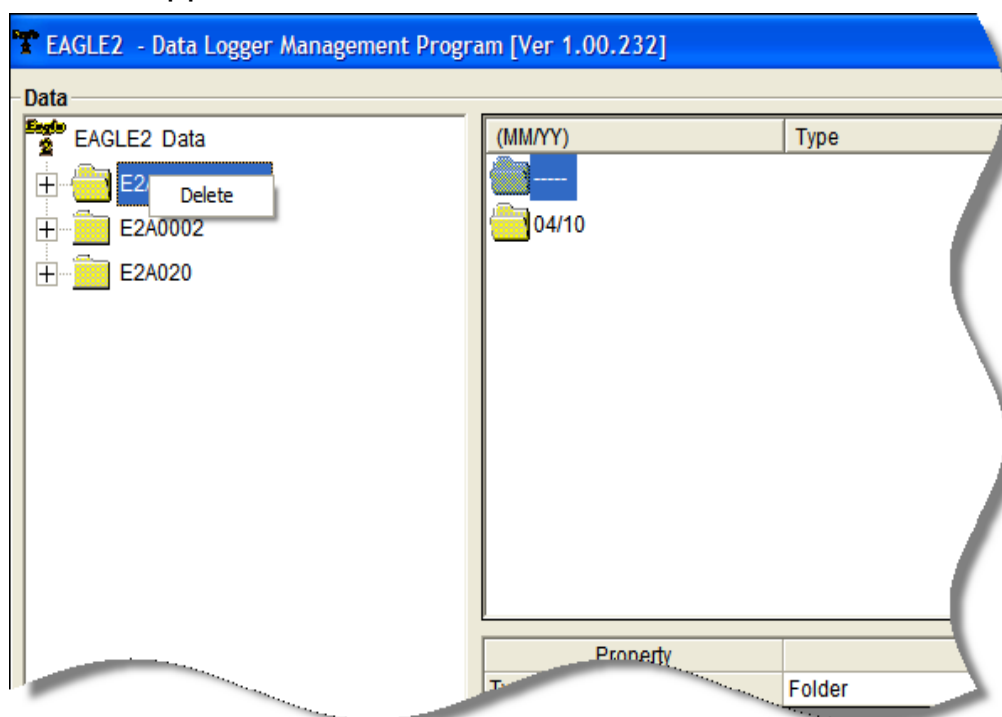 EAGLE2 - Data Logger Management Program [Ver 1.00.232]
Data
EAGLE2 Data
Delete
E2A0002
E2A020
(MM/YY) Type
-----
04/10
Property
Folder